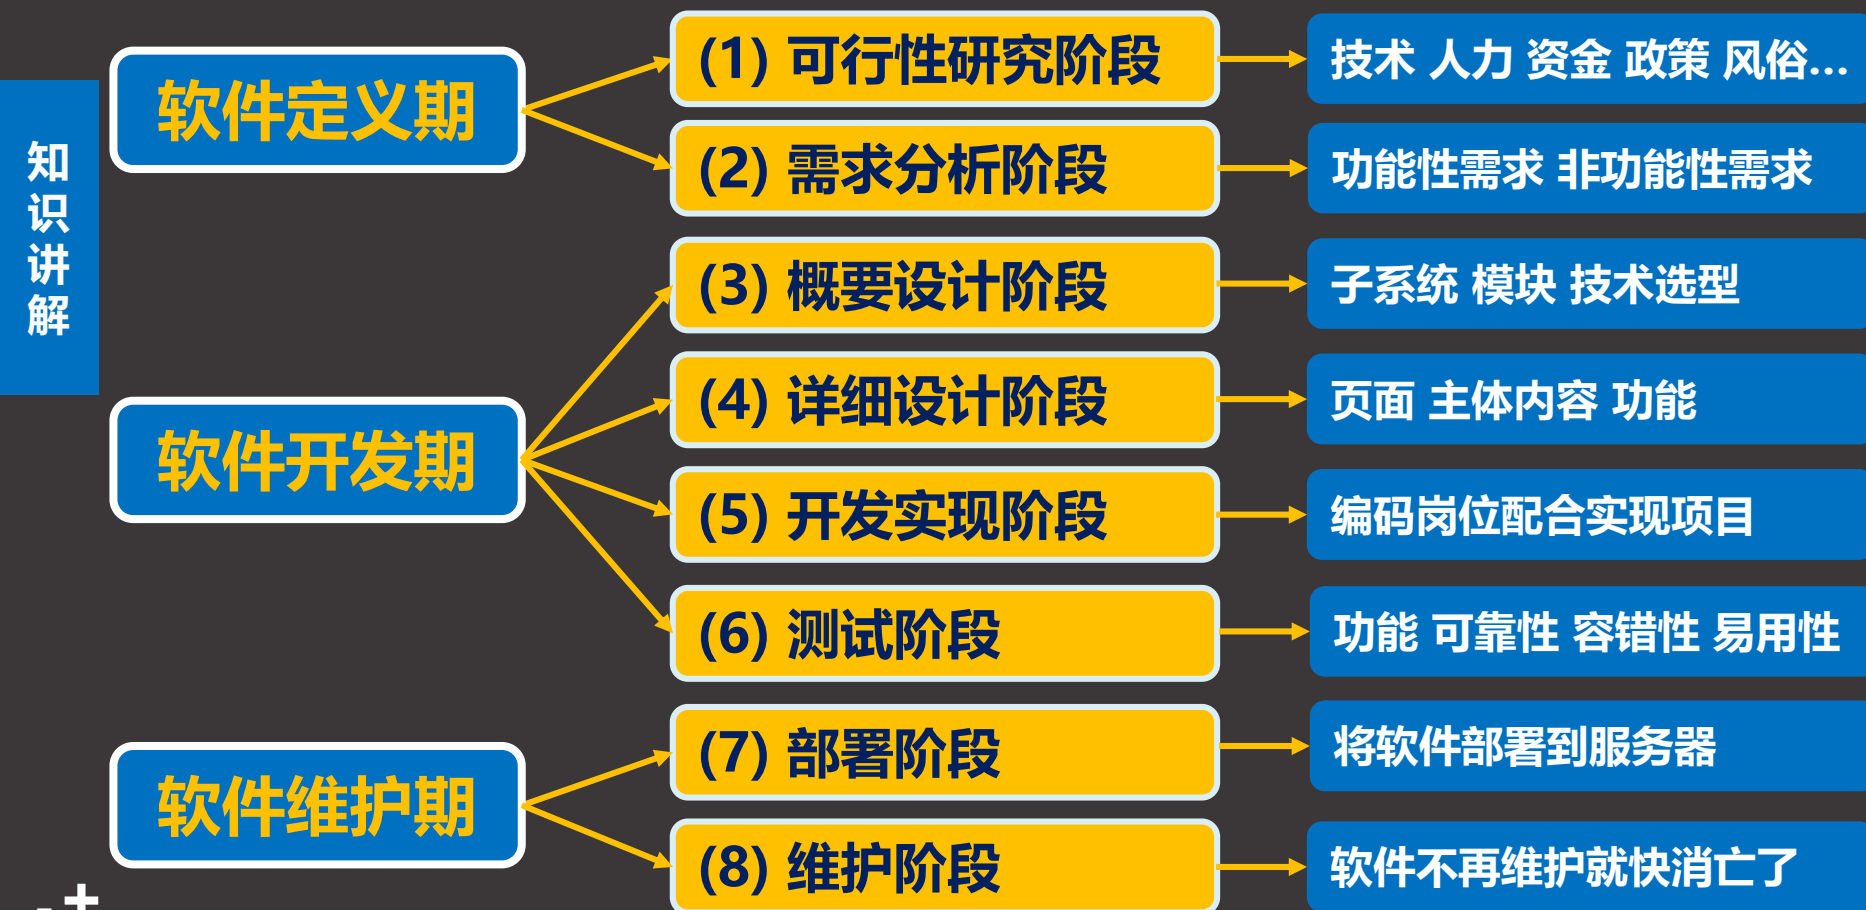 知识讲解
软件定义期
(1) 可行性研究阶段
技术 人力 资金 政策 风俗...
(2) 需求分析阶段
功能性需求 非功能性需求
软件开发期
(3) 概要设计阶段
子系统 模块 技术选型
(4) 详细设计阶段
页面 主体内容 功能
(5) 开发实现阶段
编码岗位配合实现项目
(6) 测试阶段
功能 可靠性 容错性 易用性
软件维护期
(7) 部署阶段
将软件部署到服务器
(8) 维护阶段
软件不再维护就快消亡了